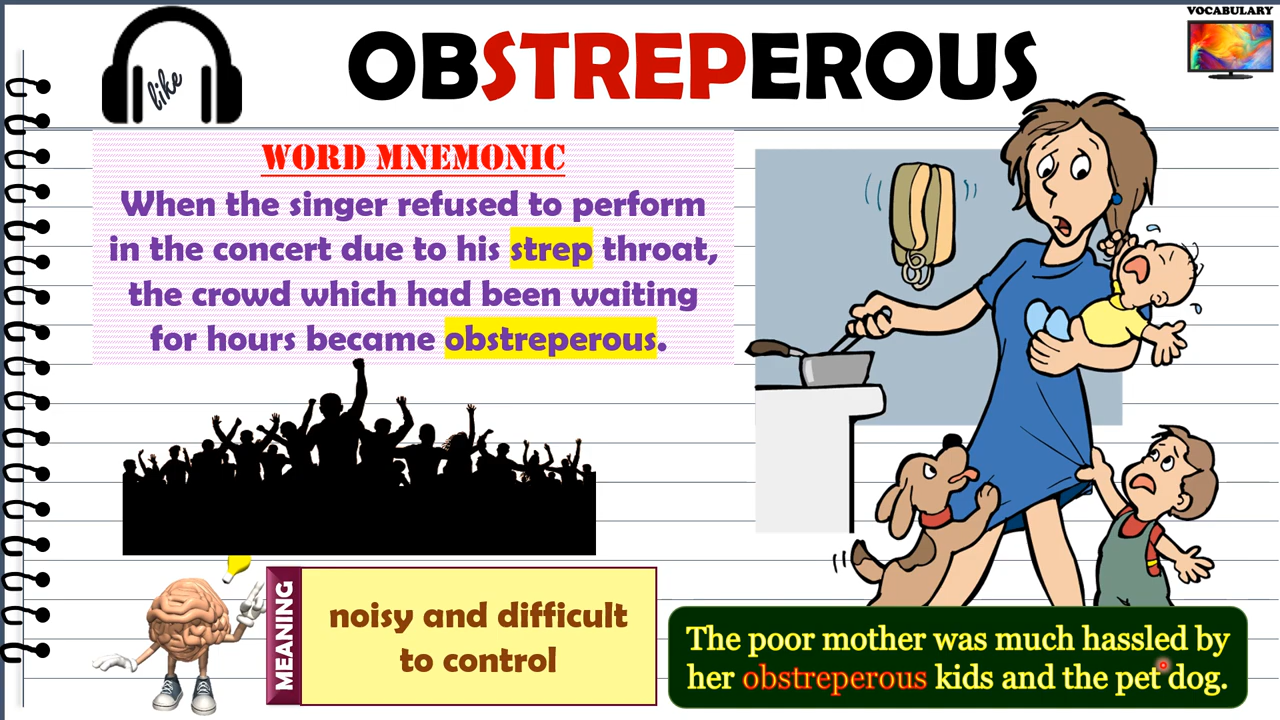 VOCABULARY
like
OBSTREPEROUS
WORD MNEMONIC
When the singer refused to perform
in the concert due to his strep throat,
the crowd which had been waiting
for hours became obstreperous.
MEANING
noisy and difficult
to control
The poor mother was much hassled by
her obstreperous kids and the pet dog.